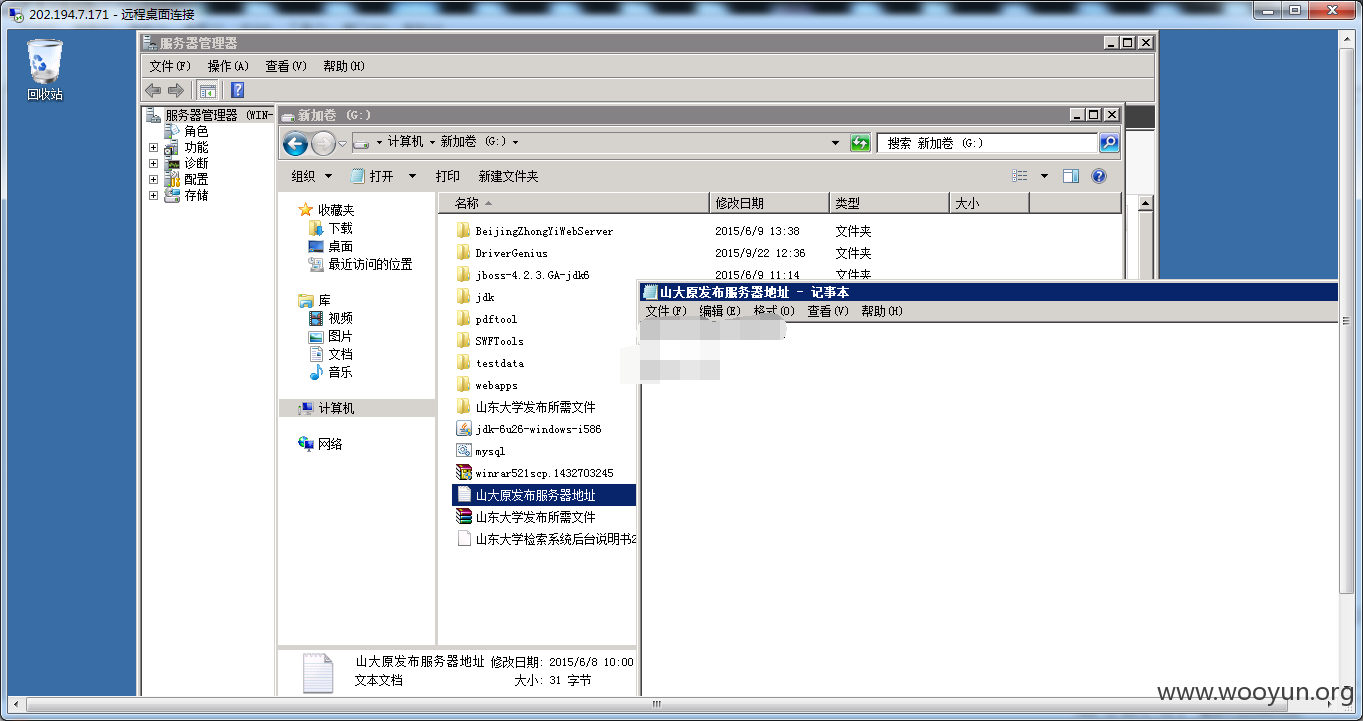 202.194.7.171 - 远程桌面连接
回收站
服务器管理器
文件(F) 操作(A) 查看(V) 帮助(H)
服务器管理器 (WIN-
角色
功能
诊断
配置
存储
新加卷 (G:)
计算机 新加卷 (G:)
搜索 新加卷 (G:)
组织 打开 打印 新建文件夹
收藏夹
下载
桌面
最近访问的位置
库
视频
图片
文档
音乐
计算机
网络
名称 修改日期 类型 大小
BeijingZhongYiWebServer 2015/6/9 13:38 文件夹
DriverGenius 2015/9/22 12:36 文件夹
jboss-4.2.3.GA-jdk6 2015/6/9 11:14 文件夹
jdk
pdftool
SWFTools
testdata
webapps
山东大学发布所需文件
jdk-6u26-windows-i586
mysql
winrar521scp.1432703245
山大原发布服务器地址
山东大学发布所需文件
山东大学检索系统后台说明书2
山大原发布服务器地址 - 记事本
文件(F) 编辑(E) 格式(O) 查看(V) 帮助(H)
山大原发布服务器地址 修改日期: 2015/6/8 10:00
文本文档 大小: 31 字节
www.wooyun.org